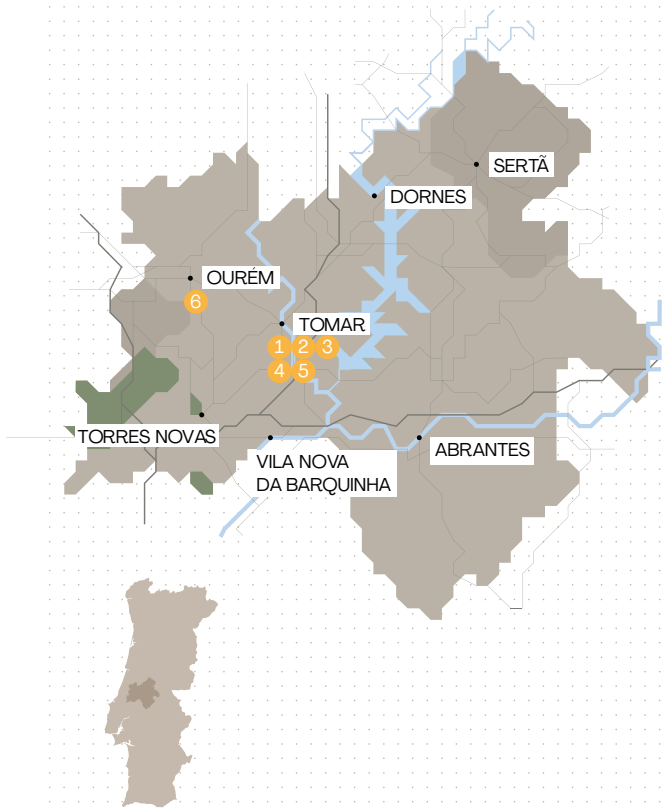 SERTÃ
DORNES
OURÉM
6
TOMAR
1 2 3
4 5
TORRES NOVAS
ABRANTES
VILA NOVA
DA BARQUINHA